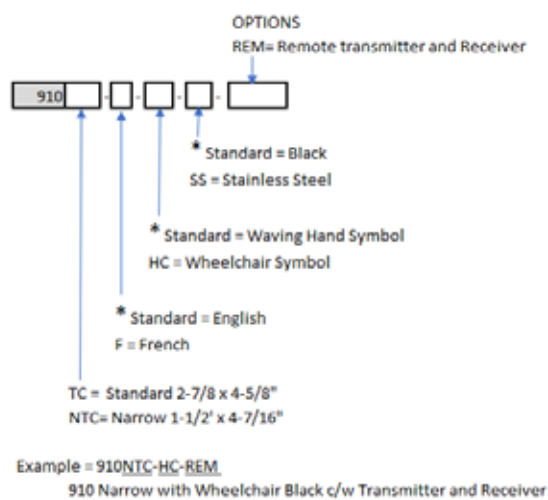 OPTIONS
REM= Remote transmitter and Receiver
910 - - - -
* Standard = Black
SS = Stainless Steel
* Standard = Waving Hand Symbol
HC = Wheelchair Symbol
* Standard = English
F = French
TC = Standard 2-7/8 x 4-5/8"
NTC= Narrow 1-1/2' x 4-7/16"
Example = 910NTC-HC-REM
910 Narrow with Wheelchair Black c/w Transmitter and Receiver